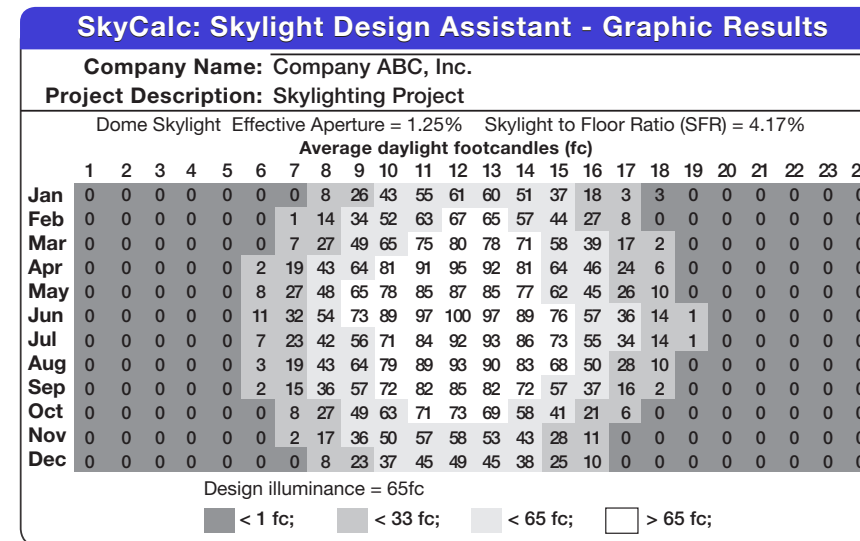 SkyCalc: Skylight Design Assistant - Graphic Results
Company Name: Company ABC, Inc.
Project Description: Skylighting Project
Dome Skylight Effective Aperture = 1.25% Skylight to Floor Ratio (SFR) = 4.17%
Average daylight footcandles (fc)
1 2 3 4 5 6 7 8 9 10 11 12 13 14 15 16 17 18 19 20 21 22 23 2
Jan 0 0 0 0 0 0 0 8 26 43 55 61 60 51 37 18 3 3 0 0 0 0 0 0
Feb 0 0 0 0 0 0 1 14 34 52 63 67 65 57 44 27 8 0 0 0 0 0 0 0
Mar 0 0 0 0 0 0 7 27 49 65 75 80 78 71 58 39 17 2 0 0 0 0 0 0
Apr 0 0 0 0 0 2 19 43 64 81 91 95 92 81 64 46 24 6 0 0 0 0 0 0
May 0 0 0 0 0 8 27 48 65 78 85 87 85 77 62 45 26 10 0 0 0 0 0 0
Jun 0 0 0 0 0 11 32 54 73 89 97 100 97 89 76 57 36 14 1 0 0 0 0 0
Jul 0 0 0 0 0 7 23 42 56 71 84 92 93 86 73 55 34 14 1 0 0 0 0 0
Aug 0 0 0 0 0 3 19 43 64 79 89 93 90 83 68 50 28 10 0 0 0 0 0 0
Sep 0 0 0 0 0 2 15 36 57 72 82 85 82 72 57 37 16 2 0 0 0 0 0 0
Oct 0 0 0 0 0 0 8 27 49 63 71 73 69 58 41 21 6 0 0 0 0 0 0 0
Nov 0 0 0 0 0 0 2 17 36 50 57 58 53 43 28 11 0 0 0 0 0 0 0 0
Dec 0 0 0 0 0 0 0 8 23 37 45 49 45 38 25 10 0 0 0 0 0 0 0 0
Design illuminance = 65fc
< 1 fc; < 33 fc; < 65 fc; > 65 fc;